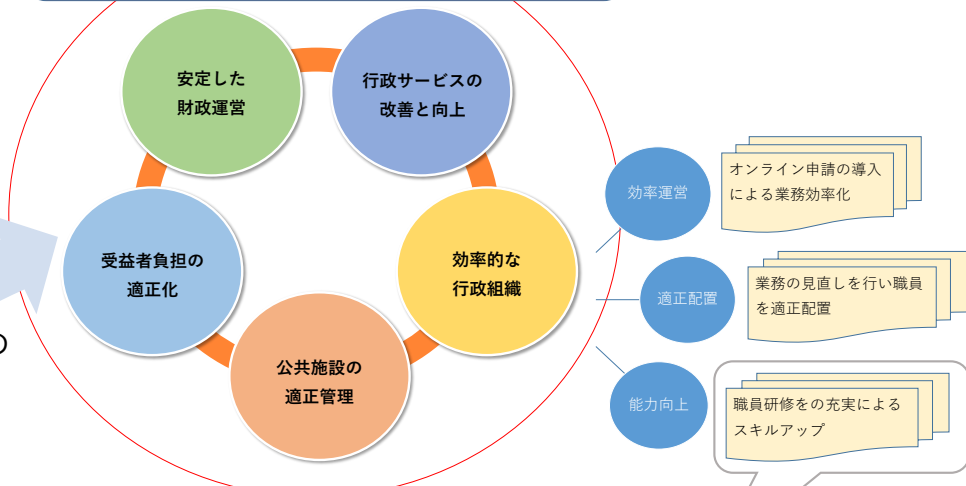 安定した
財政運営
行政サービスの
改善と向上
受益者負担の
適正化
効率的な
行政組織
公共施設の
適正管理
効率運営
オンライン申請の導入
による業務効率化
適正配置
業務の見直しを行い職員
を適正配置
能力向上
職員研修をの充実による
スキルアップ
の